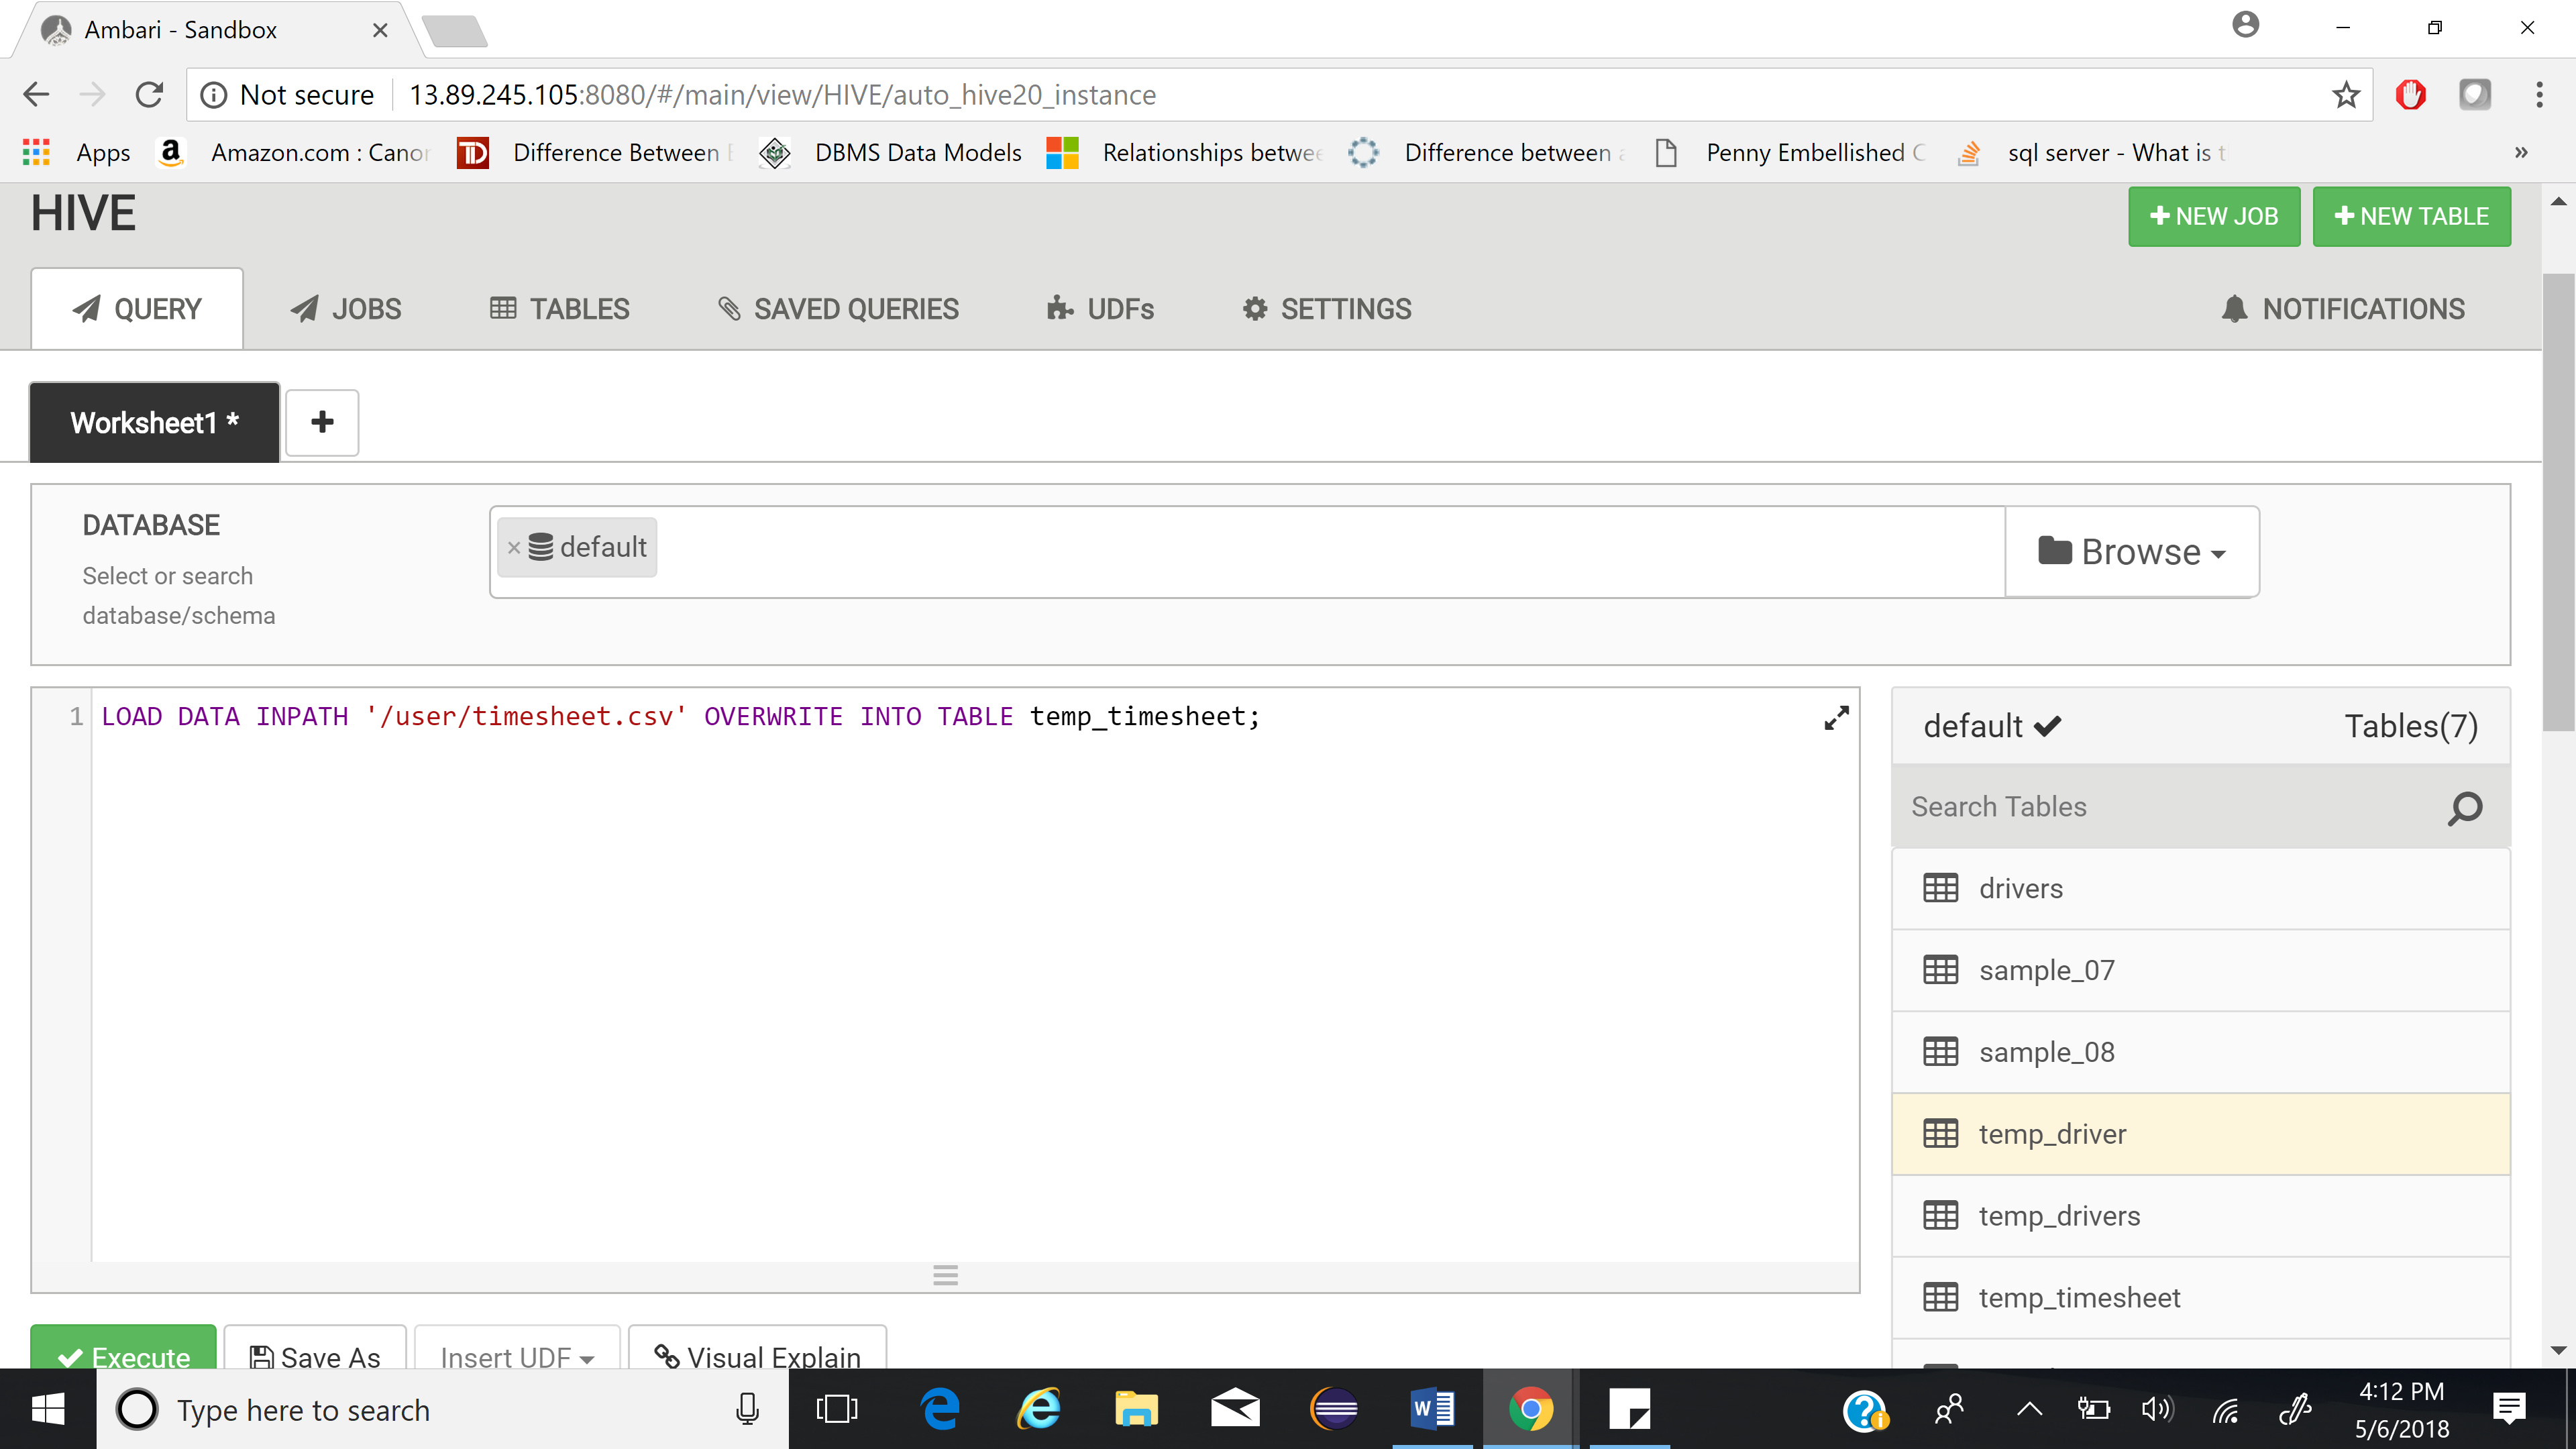 Ambari - Sandbox
Not secure 13.89.245.105:8080/#/main/view/HIVE/auto_hive20_instance
Apps Amazon.com : Canon Difference Between DBMS Data Models Relationships betwee Difference between Penny Embellished sql server - What is t »
HIVE
NEW JOB NEW TABLE
QUERY JOBS TABLES SAVED QUERIES UDFs SETTINGS NOTIFICATIONS
Worksheet1 *
DATABASE
Select or search
database/schema
× default
Browse
1 LOAD DATA INPATH '/user/timesheet.csv' OVERWRITE INTO TABLE temp_timesheet;
default Tables(7)
Search Tables
drivers
sample_07
sample_08
temp_driver
temp_drivers
temp_timesheet
Execute Save As Insert UDF Visual Explain
Type here to search
4:12 PM
5/6/2018